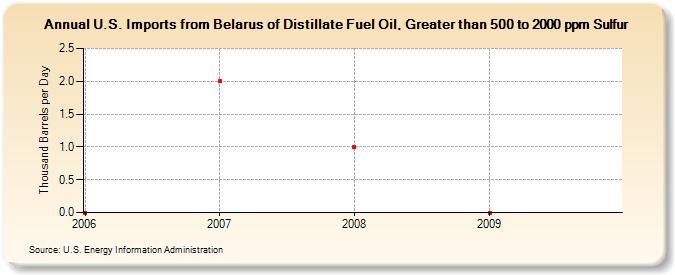 Annual U.S. Imports from Belarus of Distillate Fuel Oil, Greater than 500 to 2000 ppm Sulfur
Thousand Barrels per Day
2.5
2.0
1.5
1.0
0.5
0.0
2006 2007 2008 2009
Source: U.S. Energy Information Administration